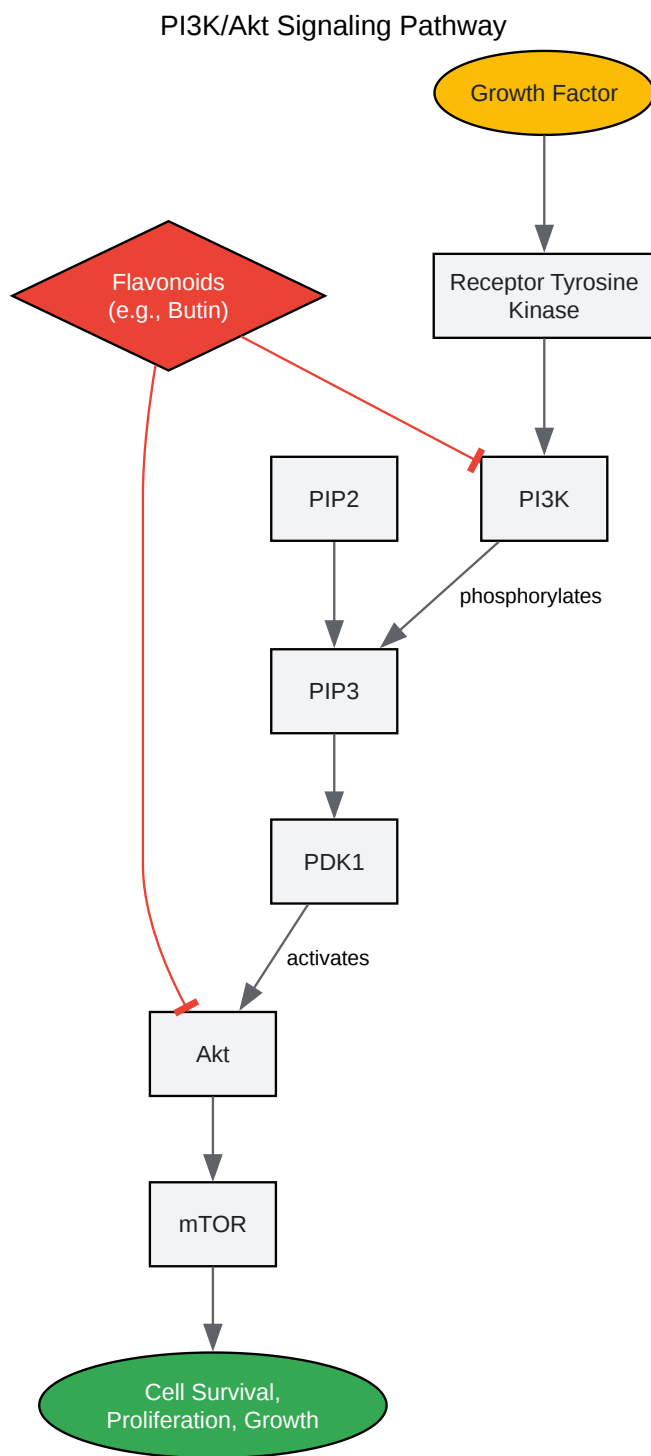 PI3K/Akt Signaling Pathway
Growth Factor
Flavonoids
(e.g., Butin)
Receptor Tyrosine
Kinase
PIP2
PI3K
phosphorylates
PIP3
PDK1
activates
Akt
mTOR
Cell Survival,
Proliferation, Growth